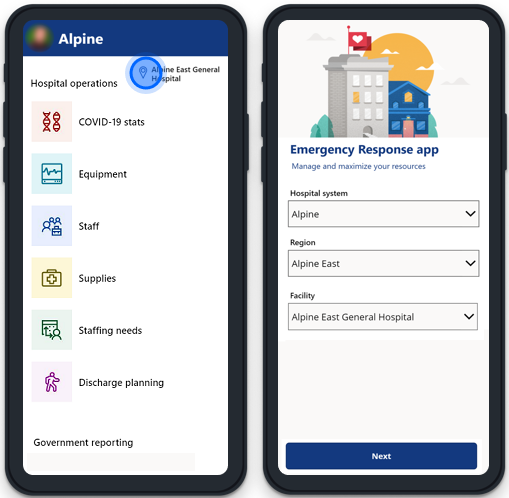 Alpine
Alpine East General
Hospital
Hospital operations
COVID-19 stats
Equipment
Staff
Supplies
Staffing needs
Discharge planning
Government reporting
Emergency Response app
Manage and maximize your resources
Hospital system
Alpine
Region
Alpine East
Facility
Alpine East General Hospital
Next